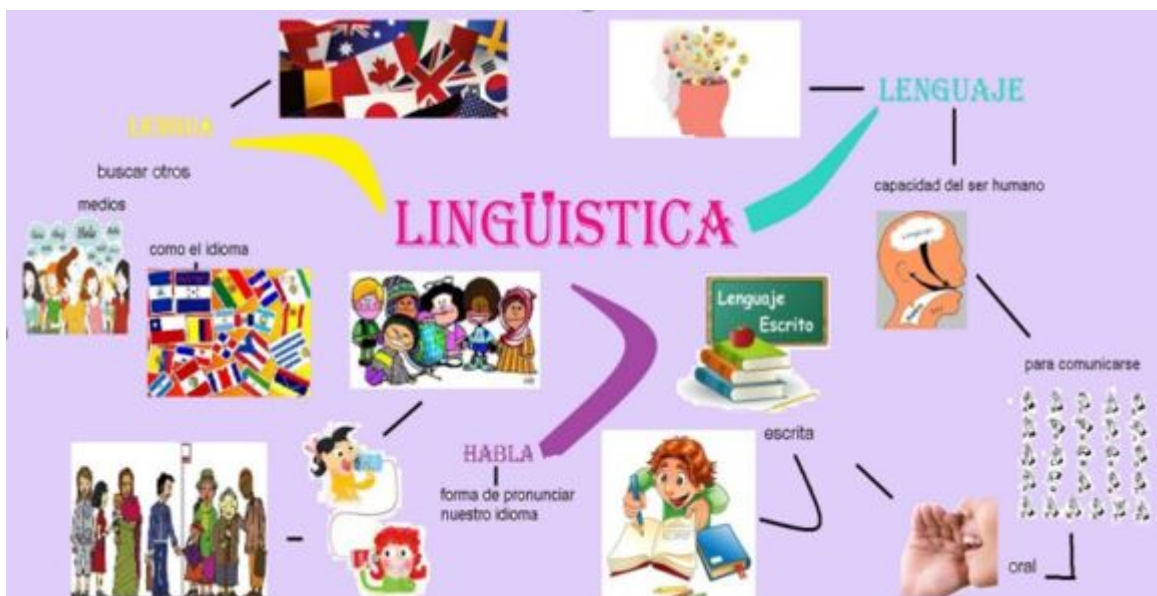 LENGUAJE
LENGUA
buscar otros
medios
capacidad del ser humano
LINGÜISTICA
como el idioma
Lenguaje
Escrito
para comunicarse
escrita
HABLA
forma de pronunciar
nuestro idioma
oral